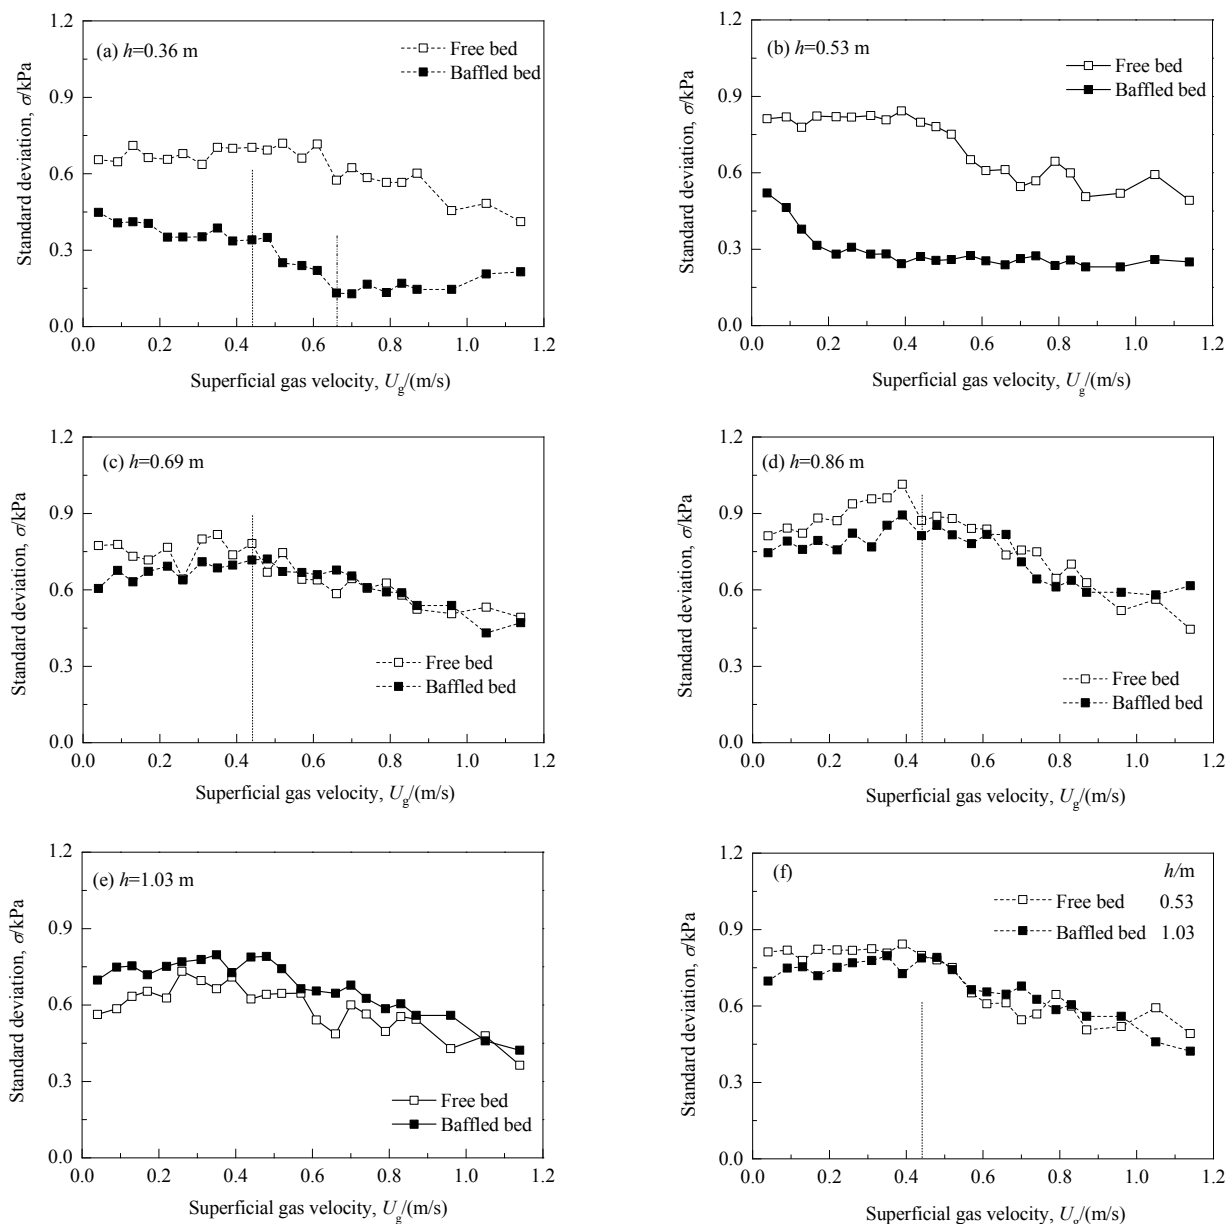 (a) h=0.36 m
Free bed
Baffled bed
Standard deviation, σ/kPa
1.2
0.9
0.6
0.3
0.0
0.0 0.2 0.4 0.6 0.8 1.0 1.2
Superficial gas velocity, Ug/(m/s)
(b) h=0.53 m
Free bed
Baffled bed
Standard deviation, σ/kPa
1.2
0.9
0.6
0.3
0.0
0.0 0.2 0.4 0.6 0.8 1.0 1.2
Superficial gas velocity, Ug/(m/s)
(c) h=0.69 m
Free bed
Baffled bed
Standard deviation, σ/kPa
1.2
0.9
0.6
0.3
0.0
0.0 0.2 0.4 0.6 0.8 1.0 1.2
Superficial gas velocity, Ug/(m/s)
(d) h=0.86 m
Free bed
Baffled bed
Standard deviation, σ/kPa
1.2
0.9
0.6
0.3
0.0
0.0 0.2 0.4 0.6 0.8 1.0 1.2
Superficial gas velocity, Ug/(m/s)
(e) h=1.03 m
Free bed
Baffled bed
Standard deviation, σ/kPa
1.2
0.9
0.6
0.3
0.0
0.0 0.2 0.4 0.6 0.8 1.0 1.2
Superficial gas velocity, Ug/(m/s)
(f) h/m
Free bed 0.53
Baffled bed 1.03
Standard deviation, σ/kPa
1.2
0.9
0.6
0.3
0.0
0.0 0.2 0.4 0.6 0.8 1.0 1.2
Superficial gas velocity, Ug/(m/s)